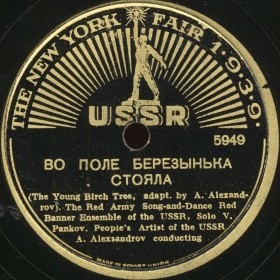 THE NEW YORK FAIR 1·9·3·9·
USSR
5949
ВО ПОЛЕ БЕРЕЗЫНЬКА
СТОЯЛА
(The Young Birch Tree, adapt. by A. Alexand-
rov). The Red Army Song-and-Dance Red
Banner Ensemble of the USSR, Solo V.
Pankov. People's Artist of the USSR
A. Alexsandrov conducting
MADE IN SOVIET UNION